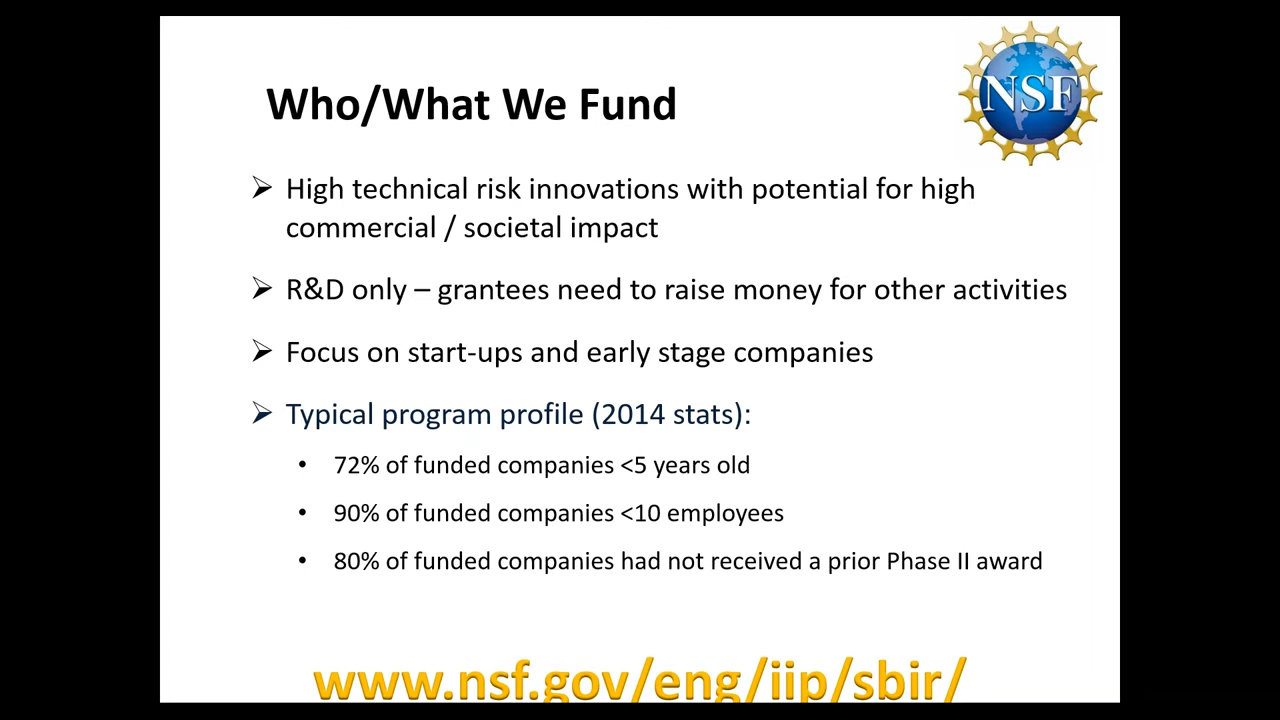 NSF
Who/What We Fund
➢ High technical risk innovations with potential for high
commercial / societal impact
➢ R&D only – grantees need to raise money for other activities
➢ Focus on start-ups and early stage companies
➢ Typical program profile (2014 stats):
• 72% of funded companies <5 years old
• 90% of funded companies <10 employees
• 80% of funded companies had not received a prior Phase II award
www.nsf.gov/eng/iip/sbir/